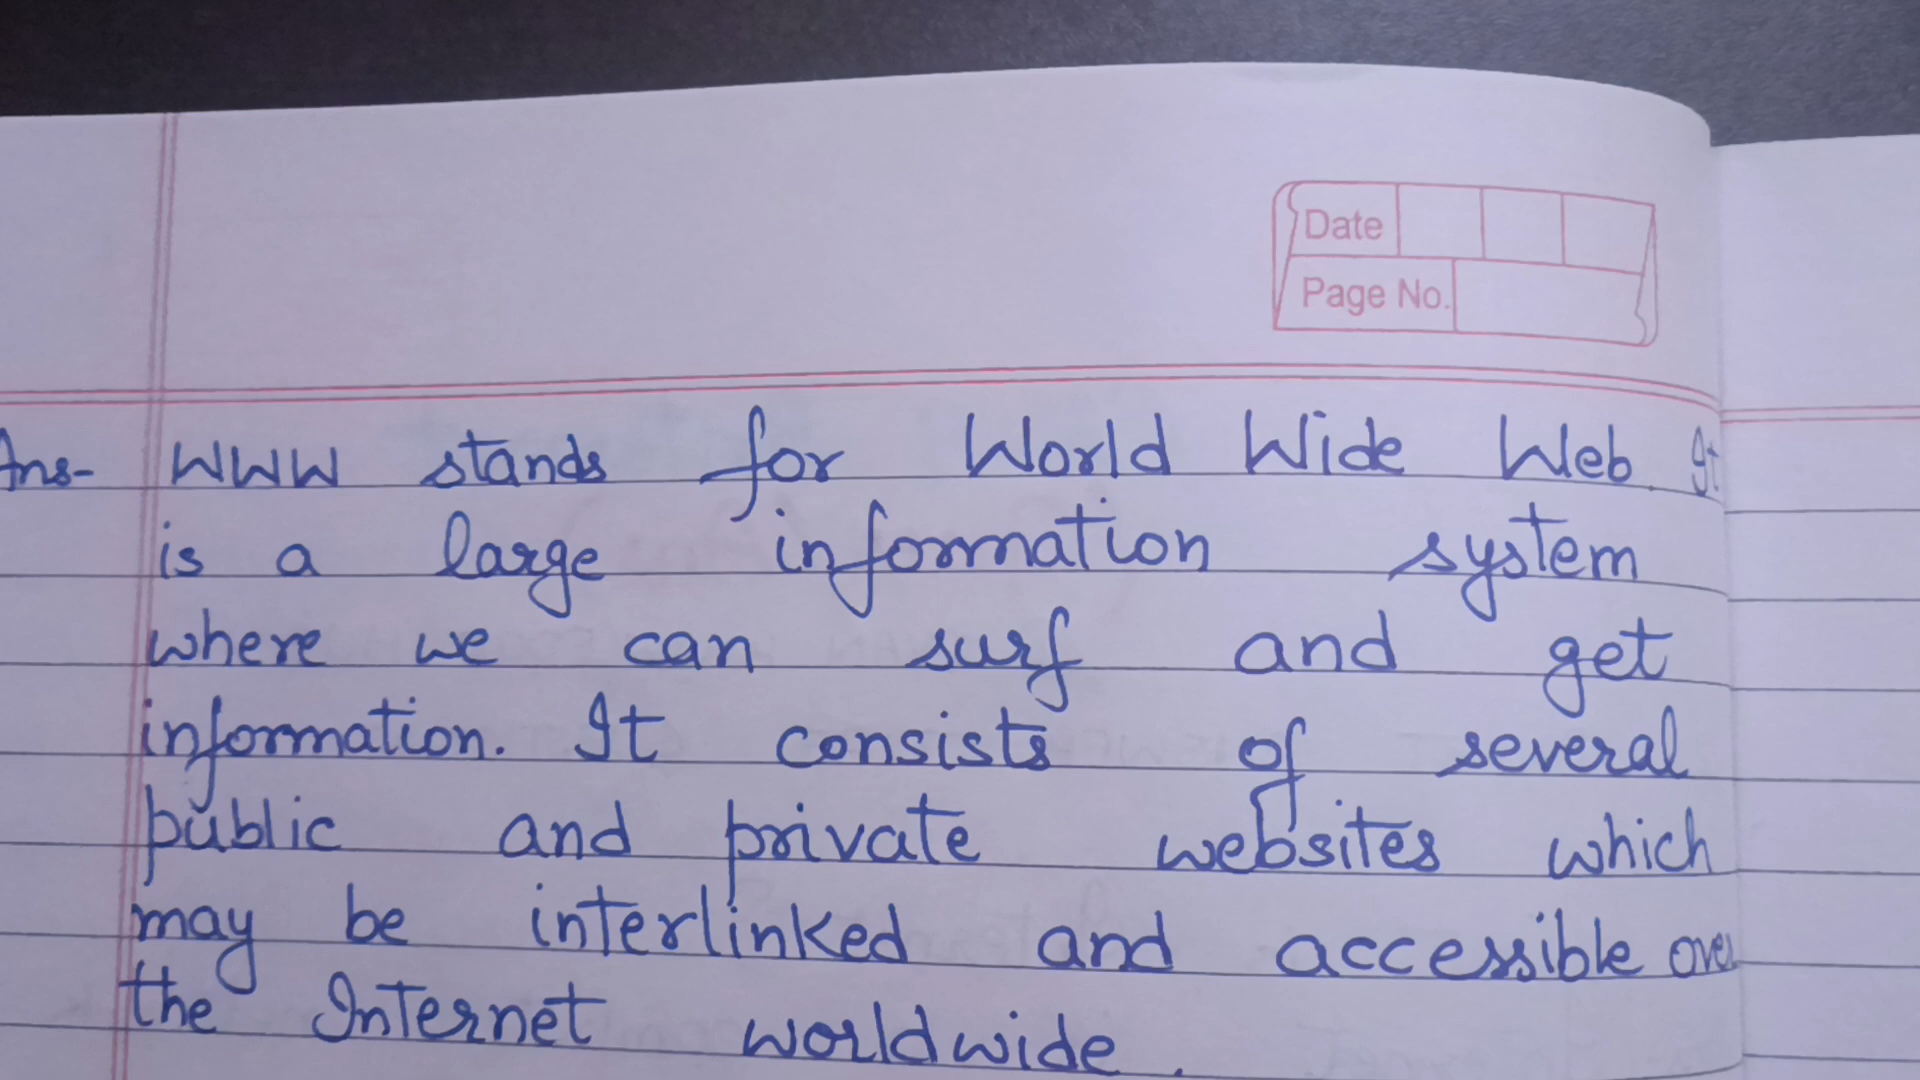 Date
Page No.
Ans- WWW stands for World Wide Web. It
is a large information system
where we can surf and get
information. It consists of several
public and private websites which
may be interlinked and accessible over
the Internet worldwide.